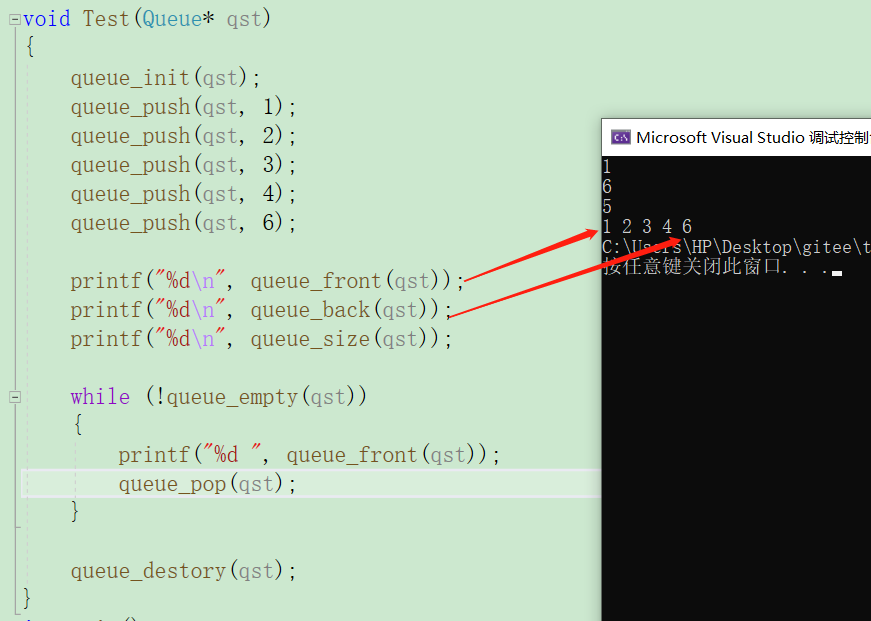 void Test(Queue* qst)
{
queue_init(qst);
queue_push(qst, 1);
queue_push(qst, 2);
queue_push(qst, 3);
queue_push(qst, 4);
queue_push(qst, 6);
printf("%d\n", queue_front(qst));
printf("%d\n", queue_back(qst));
printf("%d\n", queue_size(qst));
while (!queue_empty(qst))
{
printf("%d ", queue_front(qst));
queue_pop(qst);
}
queue_destory(qst);
}
Microsoft Visual Studio 调试控制
1
6
5
1 2 3 4 6
C:\Users\HP\Desktop\gitee\t
按任意键关闭此窗口. . .